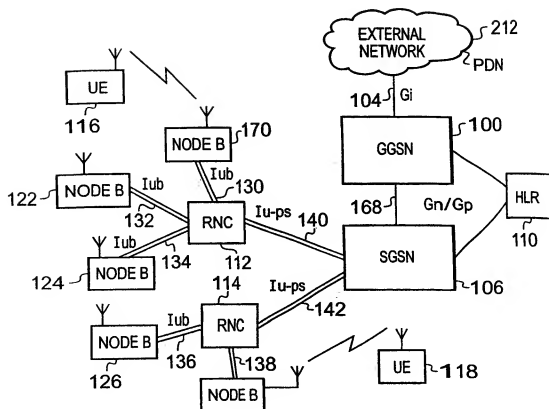 EXTERNAL
NETWORK
212
PDN
104 Gi
UE
116
NODE B
170
100
GGSN
Iub
130
NODE B
122
Iub
132
RNC
112
Iu-ps
140
168
Gn/Gp
HLR
110
Iub
134
NODE B
124
SGSN
106
114
RNC
Iu-ps
142
NODE B
126
Iub
136
138
NODE B
UE
118